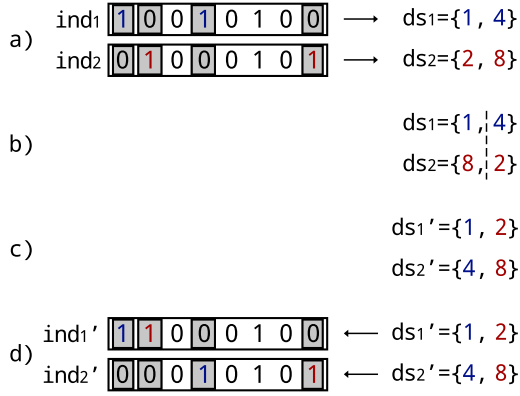 a) ind1 1 0 0 1 0 1 0 0 ds1={1, 4}
ind2 0 1 0 0 0 1 0 1 ds2={2, 8}
b) ds1={1, 4}
ds2={8, 2}
c) ds1’={1, 2}
ds2’={4, 8}
d) ind1’ 1 1 0 0 0 1 0 0 ds1’={1, 2}
ind2’ 0 0 0 1 0 1 0 1 ds2’={4, 8}